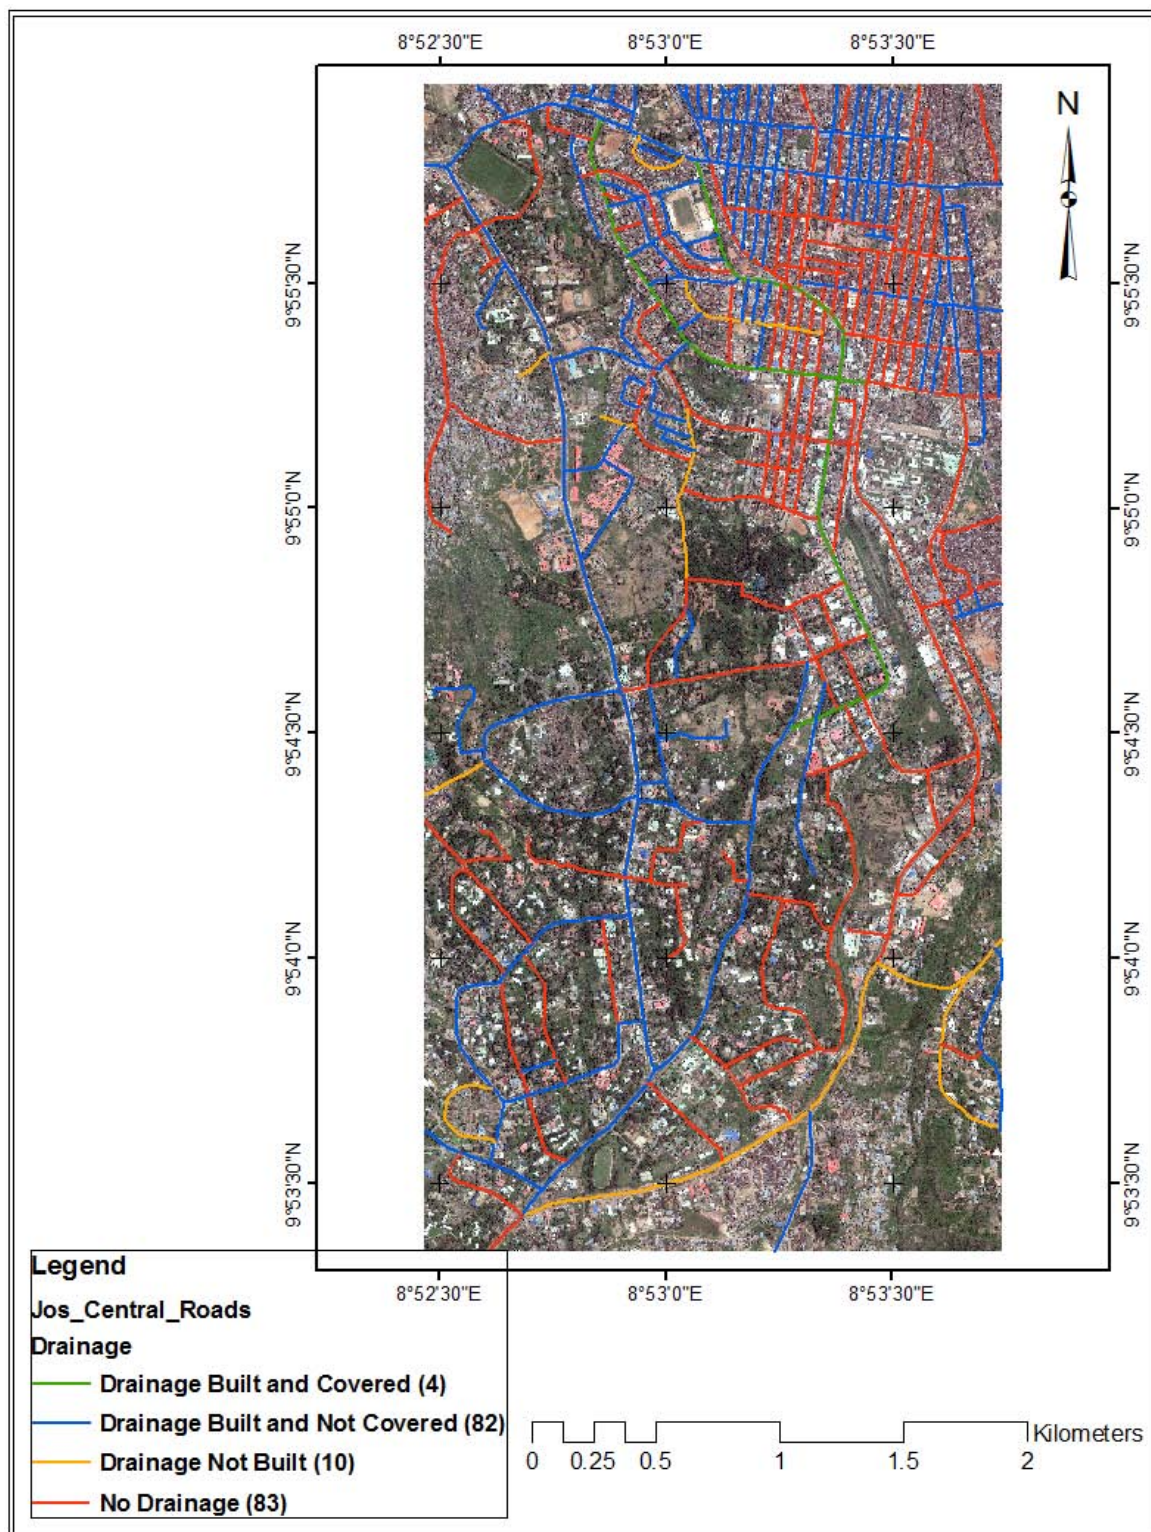 8°52'30"E 8°53'0"E 8°53'30"E
N
9°55'30"N 9°55'30"N
9°55'0"N 9°55'0"N
9°54'30"N 9°54'30"N
9°54'0"N 9°54'0"N
9°53'30"N 9°53'30"N
8°52'30"E 8°53'0"E 8°53'30"E
Legend
Jos_Central_Roads
Drainage
Drainage Built and Covered (4)
Drainage Built and Not Covered (82)
Drainage Not Built (10)
No Drainage (83)
Kilometers
0 0.25 0.5 1 1.5 2